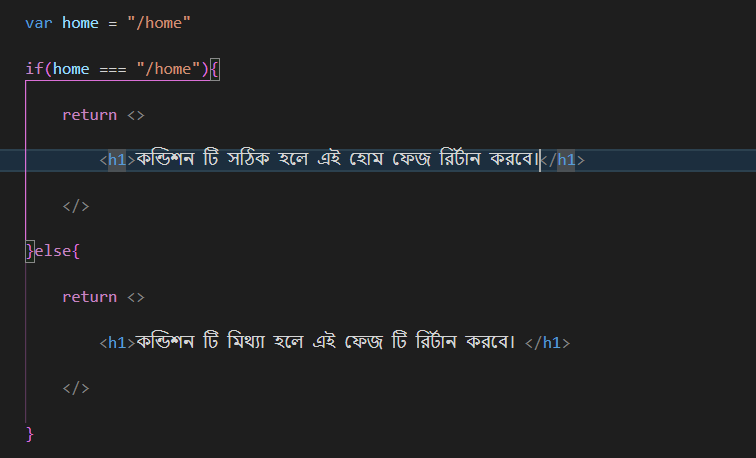 var home = "/home"
if(home === "/home"){
return <>
<h1>কন্ডিশন টি সঠিক হলে এই হোম ফেজ রির্টান করবে।</h1>
</>
}else{
return <>
<h1>কন্ডিশন টি মিথ্যা হলে এই ফেজ টি রির্টান করবে। </h1>
</>
}